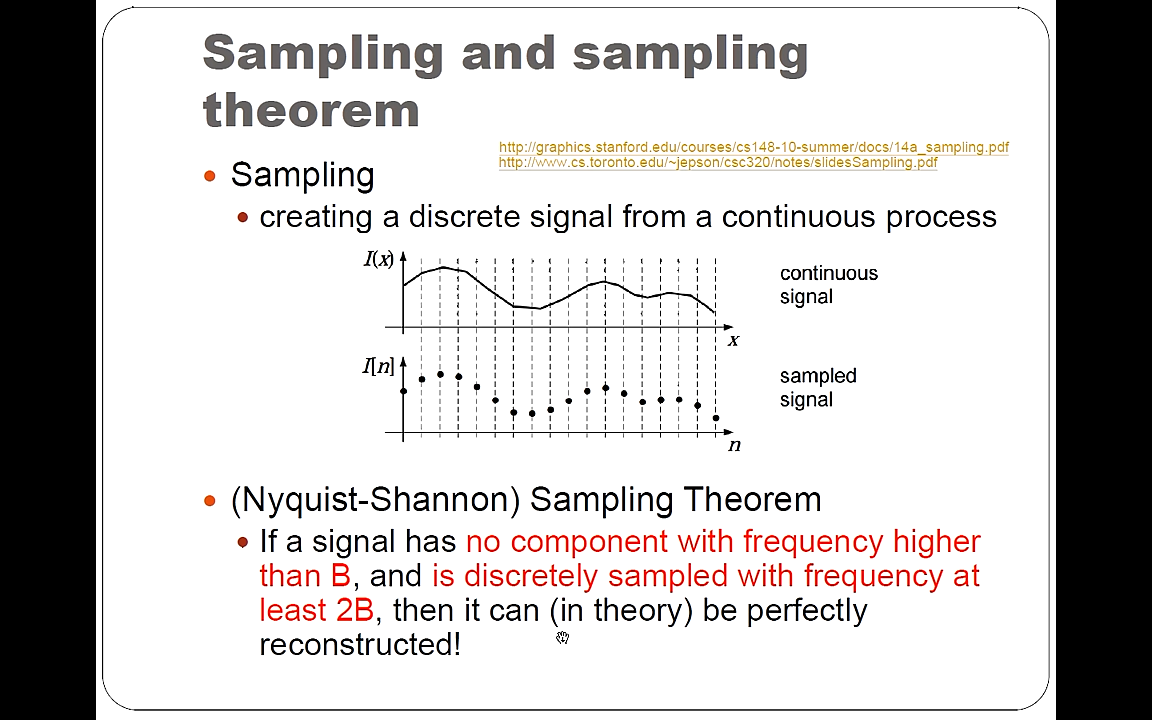 Sampling and sampling
theorem
http://graphics.stanford.edu/courses/cs148-10-summer/docs/14a_sampling.pdf
http://www.cs.toronto.edu/~jepson/csc320/notes/slidesSampling.pdf
Sampling
creating a discrete signal from a continuous process
I(x)
continuous
signal
x
I[n]
sampled
signal
n
(Nyquist-Shannon) Sampling Theorem
If a signal has no component with frequency higher
than B, and is discretely sampled with frequency at
least 2B, then it can (in theory) be perfectly
reconstructed!